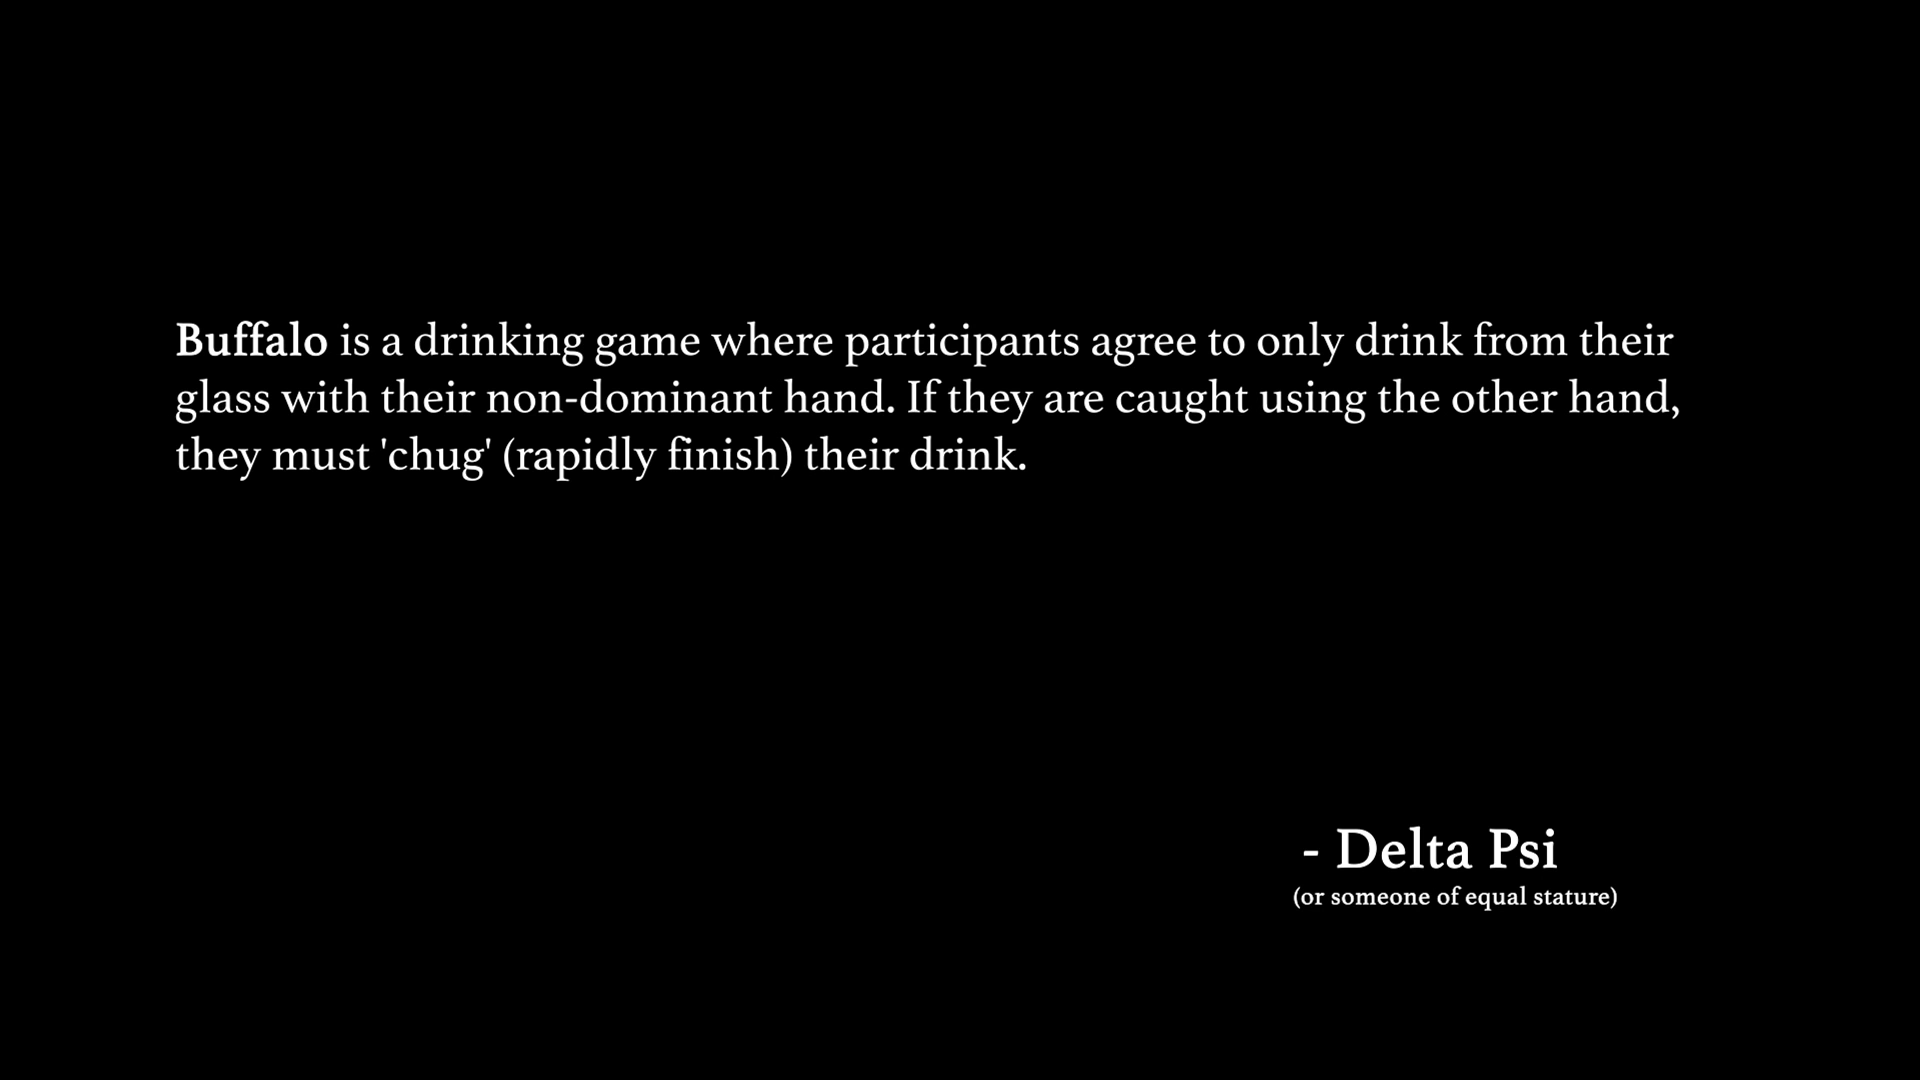 Buffalo is a drinking game where participants agree to only drink from their
glass with their non-dominant hand. If they are caught using the other hand,
they must 'chug' (rapidly finish) their drink.
- Delta Psi
(or someone of equal stature)